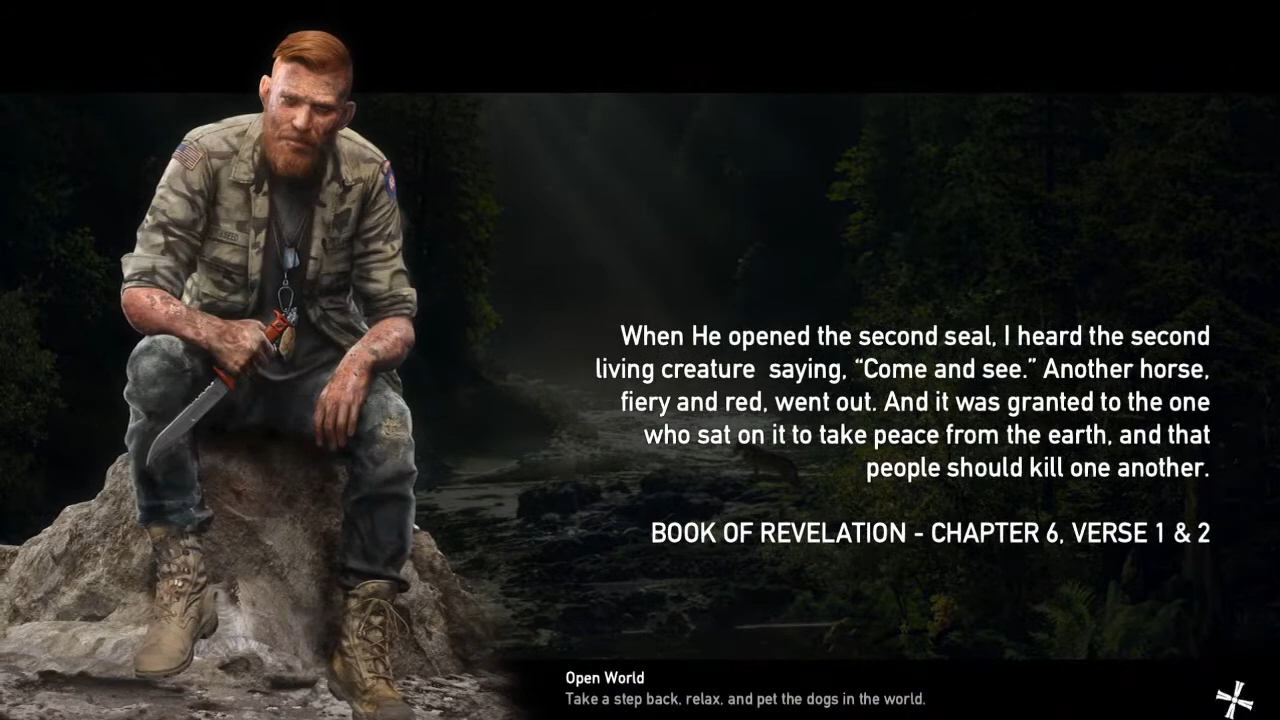 When He opened the second seal, I heard the second
living creature  saying, “Come and see.” Another horse,
fiery and red, went out. And it was granted to the one
who sat on it to take peace from the earth, and that
people should kill one another.
BOOK OF REVELATION - CHAPTER 6, VERSE 1 & 2
Open World
Take a step back, relax, and pet the dogs in the world.